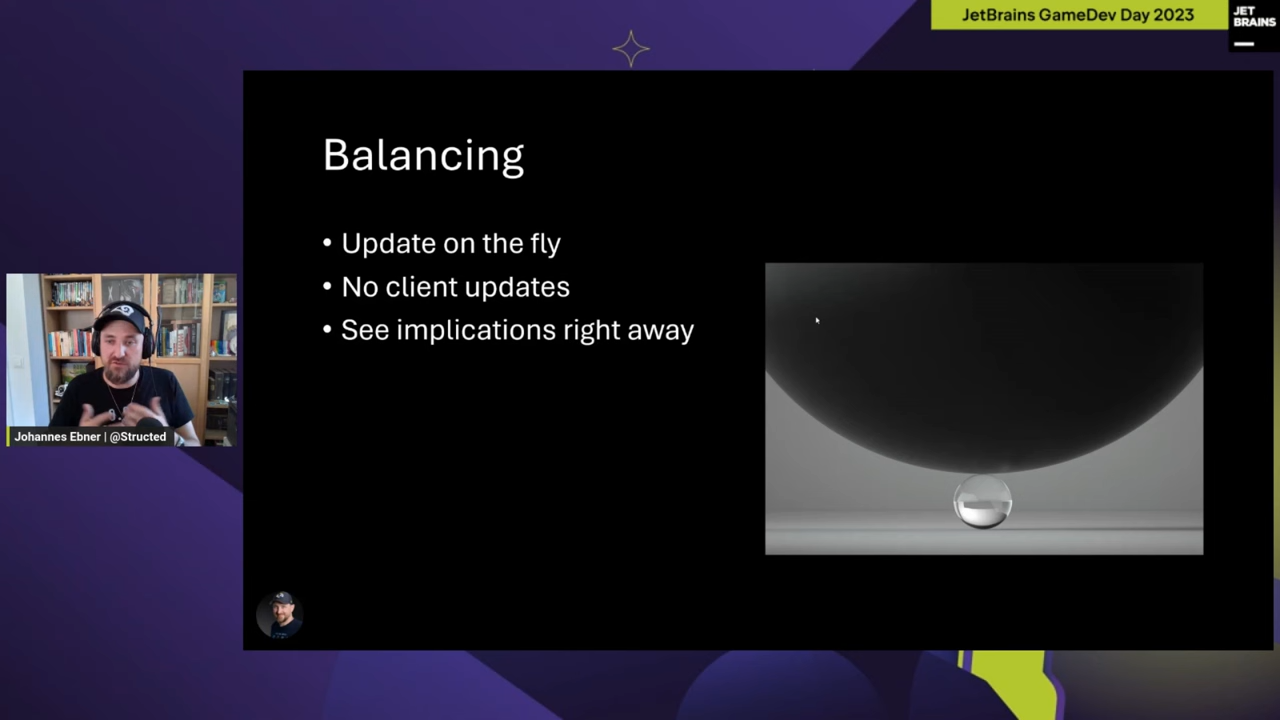 JetBrains GameDev Day 2023
JET
BRAINS
Balancing
• Update on the fly
• No client updates
• See implications right away
Johannes Ebner | @Structed